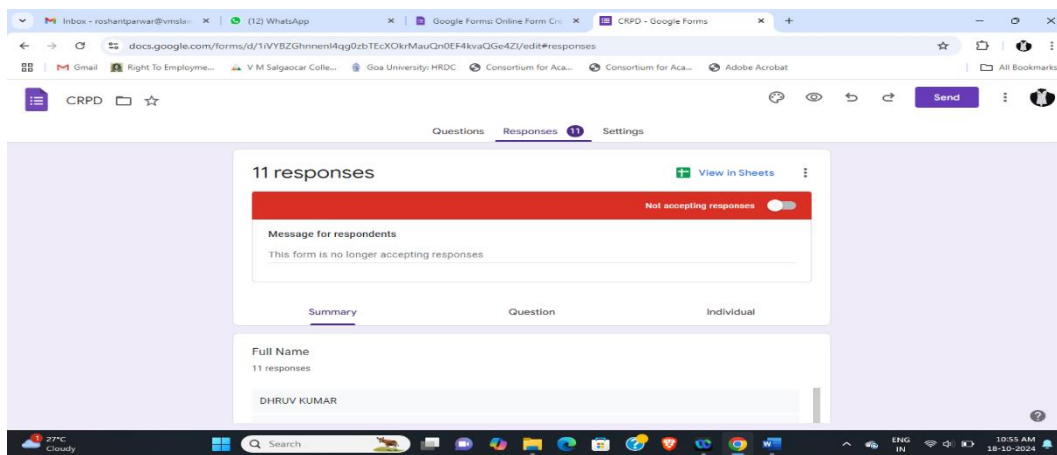 Inbox - roshantparwar@vmslaw
(12) WhatsApp
Google Forms: Online Form Cre
CRPD - Google Forms
docs.google.com/forms/d/
/edit#responses
Gmail
Right To Employme...
V M Salgaocar Colle...
Goa University: HRDC
Consortium for Aca...
Consortium for Aca...
Adobe Acrobat
All Bookmarks
CRPD
Send
Questions
Responses 11
Settings
11 responses
View in Sheets
Not accepting responses
Message for respondents
This form is no longer accepting responses
Summary
Question
Individual
Full Name
11 responses
DHRUV KUMAR
1
27°C
Cloudy
Search
ENG
IN
10:55 AM
18-10-2024